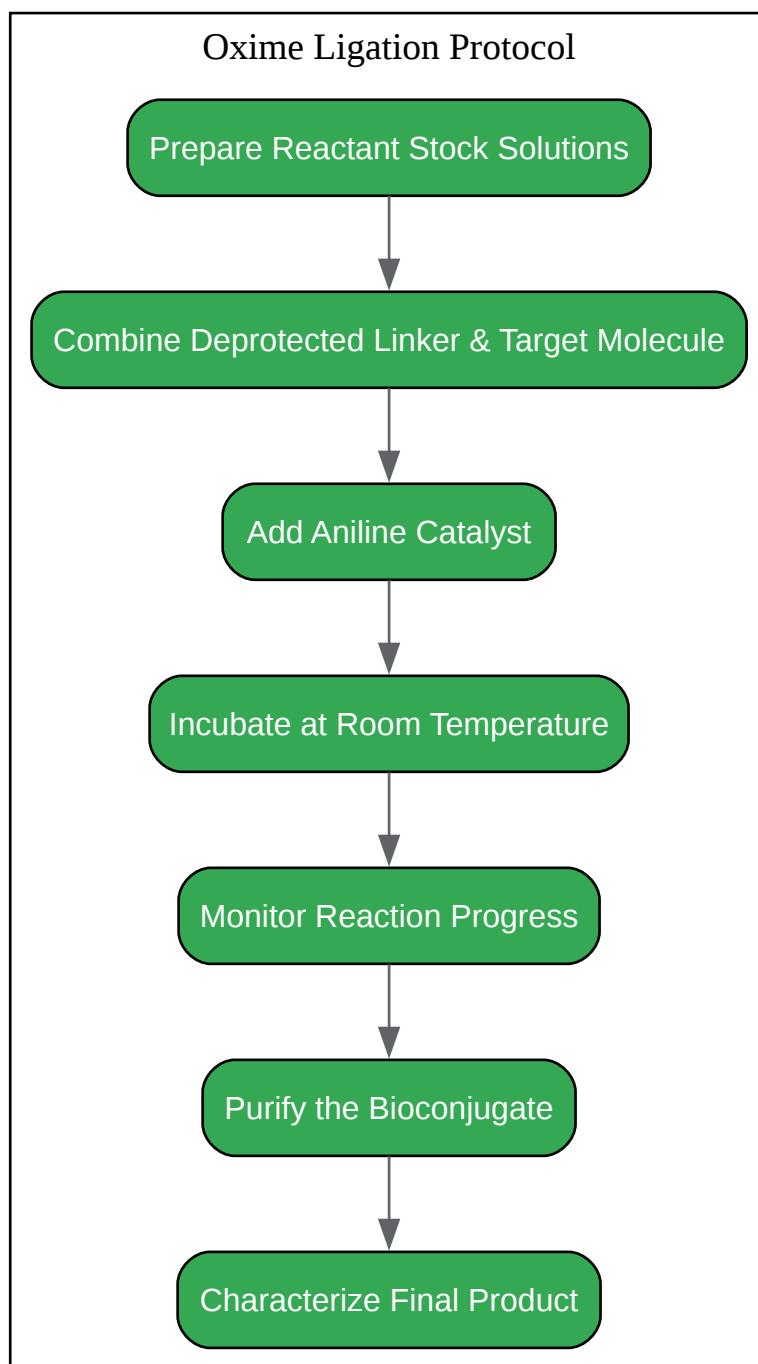 Oxime Ligation Protocol
Prepare Reactant Stock Solutions
Combine Deprotected Linker & Target Molecule
Add Aniline Catalyst
Incubate at Room Temperature
Monitor Reaction Progress
Purify the Bioconjugate
Characterize Final Product